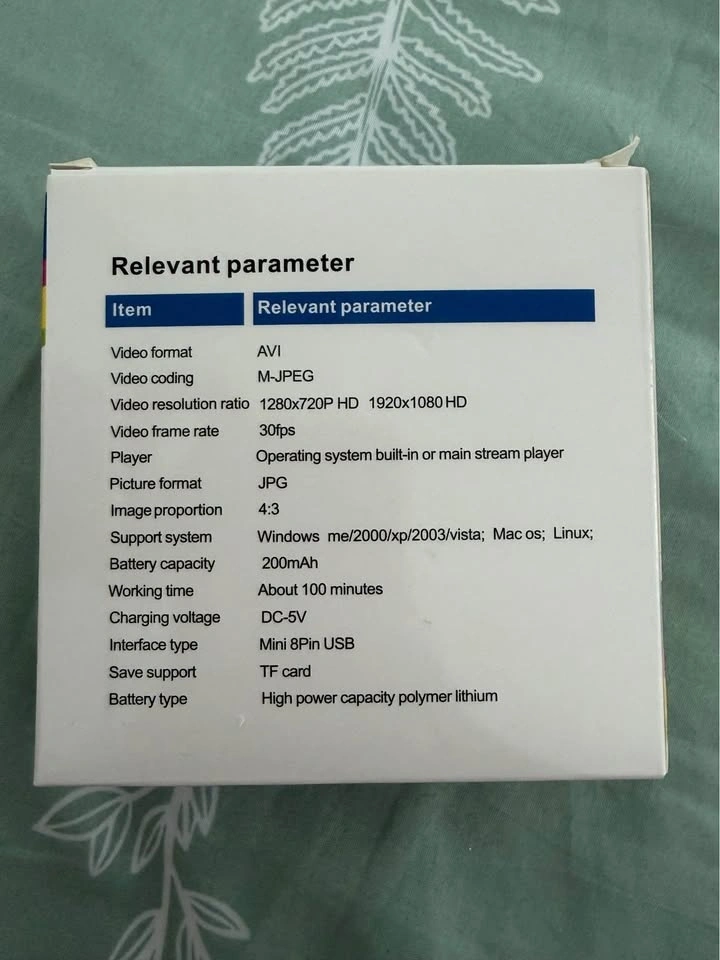 Relevant parameter
Item Relevant parameter
Video format AVI
Video coding M-JPEG
Video resolution ratio 1280x720P HD 1920x1080 HD
Video frame rate 30fps
Player Operating system built-in or main stream player
Picture format JPG
Image proportion 4:3
Support system Windows me/2000/xp/2003/vista; Mac os; Linux;
Battery capacity 200mAh
Working time About 100 minutes
Charging voltage DC-5V
Interface type Mini 8Pin USB
Save support TF card
Battery type High power capacity polymer lithium